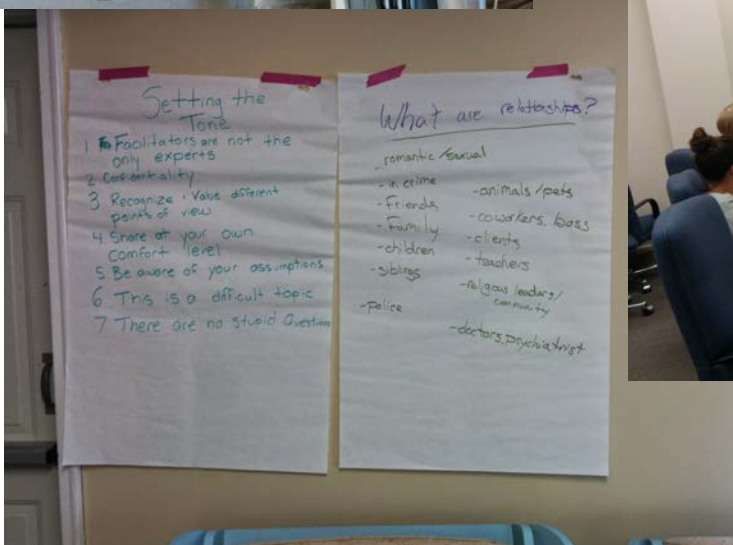 Setting the
Tone
1 Facilitators are not the
only experts
2 Confidentiality
3 Recognize + Value different
points of view
4 Share at your own
comfort level
5 Be aware of your assumptions
6 This is a difficult topic
7 There are no stupid Question
What are relationships?
- romantic/sexual
- in crime
- Friends
- Family
- children
- siblings
- police
- animals/pets
- coworkers, boss
- clients
- teachers
- religious leaders/
community
- doctors, psychiatrist